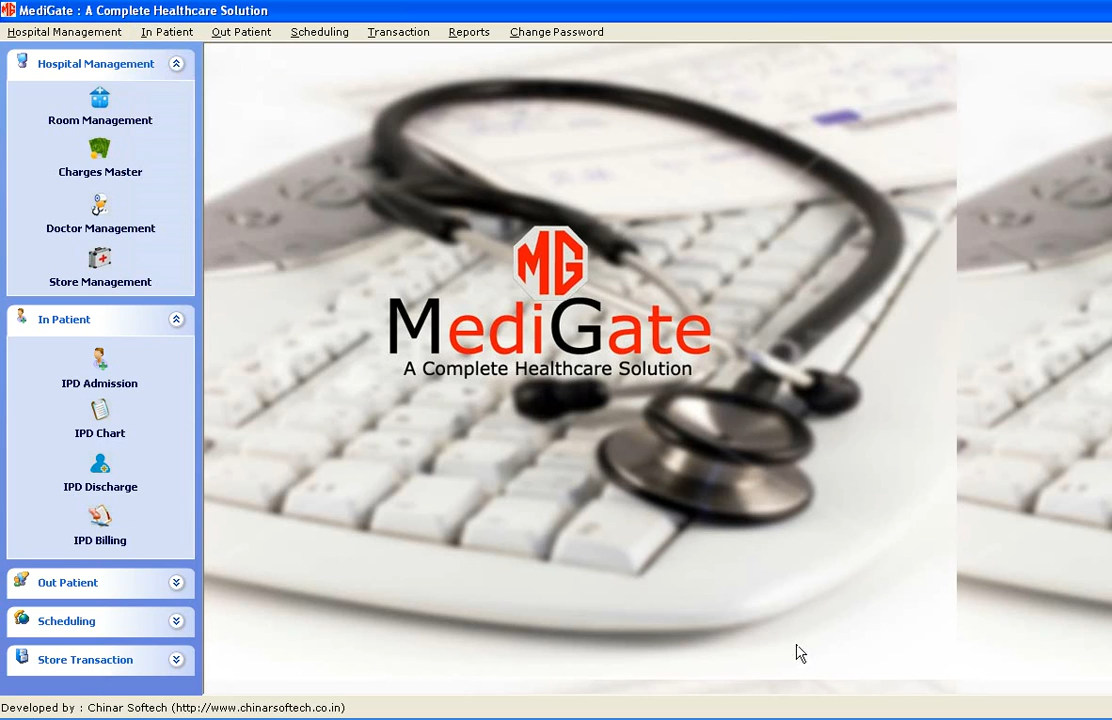 MediGate : A Complete Healthcare Solution
Hospital Management In Patient Out Patient Scheduling Transaction Reports Change Password
Hospital Management
Room Management
Charges Master
Doctor Management
Store Management
In Patient
IPD Admission
IPD Chart
IPD Discharge
IPD Billing
Out Patient
Scheduling
Store Transaction
MG
MediGate
A Complete Healthcare Solution
Developed by : Chinar Softech (http://www.chinarsoftech.co.in)